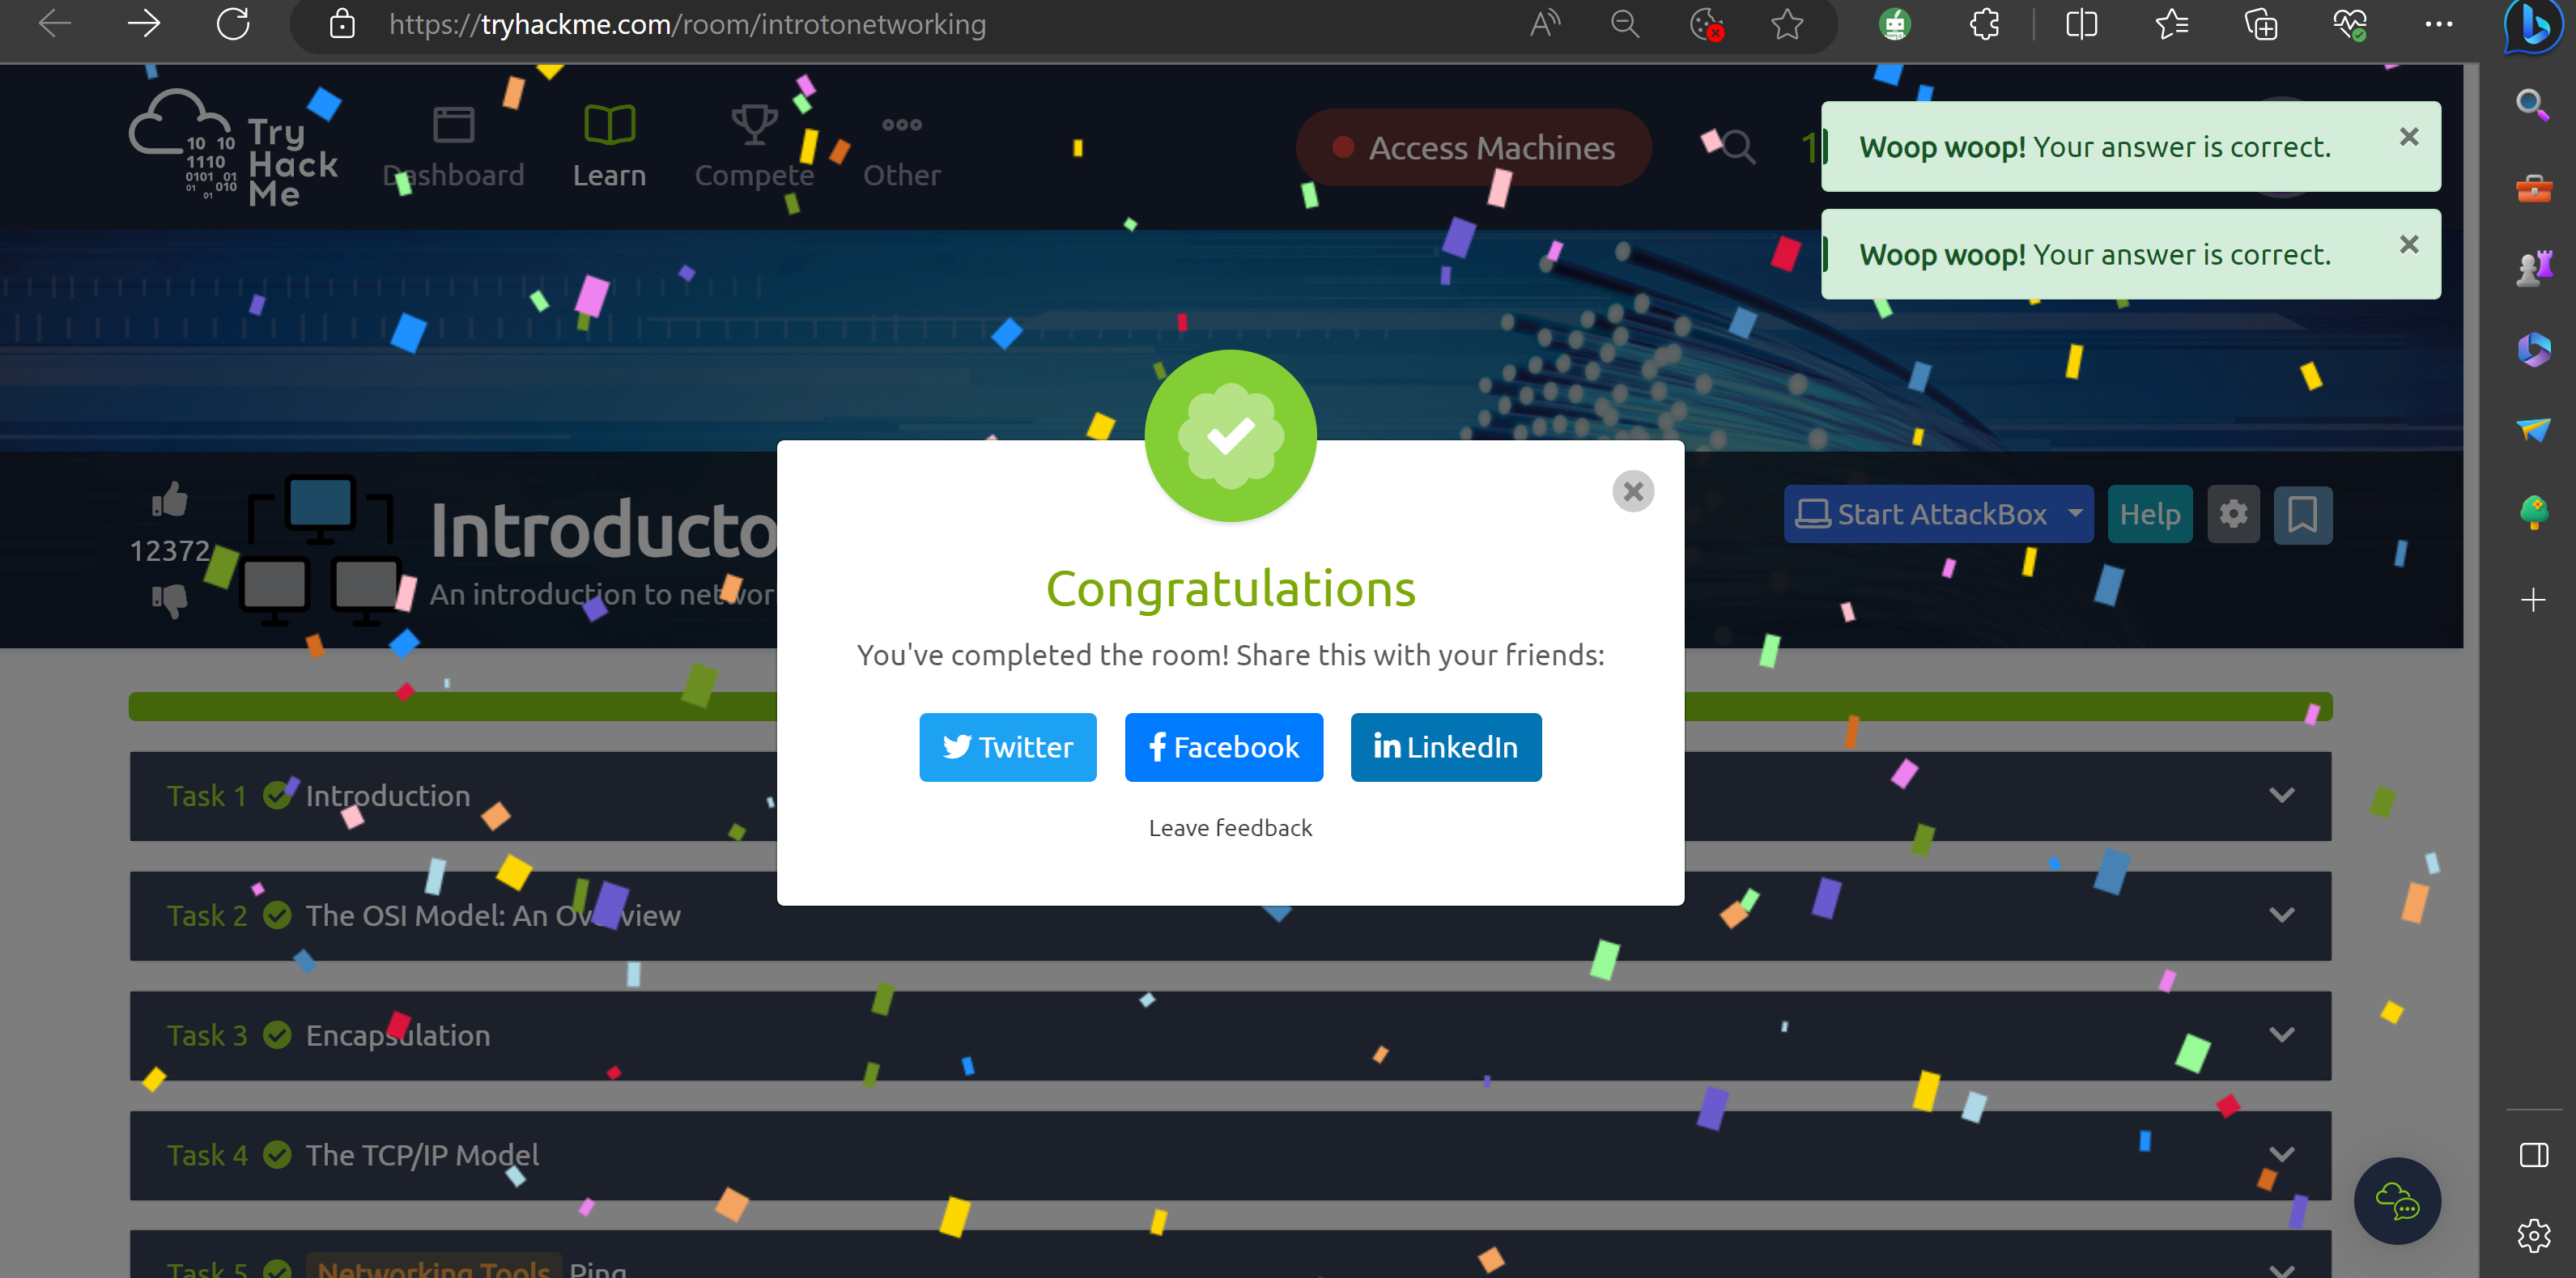 https://tryhackme.com/room/introtonetworking
10 10
1110
0101 01
01 010
01
Try
Hack
Me
Dashboard
Learn
Compete
Other
Access Machines
1
Woop woop! Your answer is correct.
Woop woop! Your answer is correct.
12372
Introducto
An introduction to networ
Start AttackBox
Help
Congratulations
You've completed the room! Share this with your friends:
Twitter
Facebook
LinkedIn
Leave feedback
Task 1 Introduction
Task 2 The OSI Model: An Overview
Task 3 Encapsulation
Task 4 The TCP/IP Model
Task 5 Networking Tools Ping